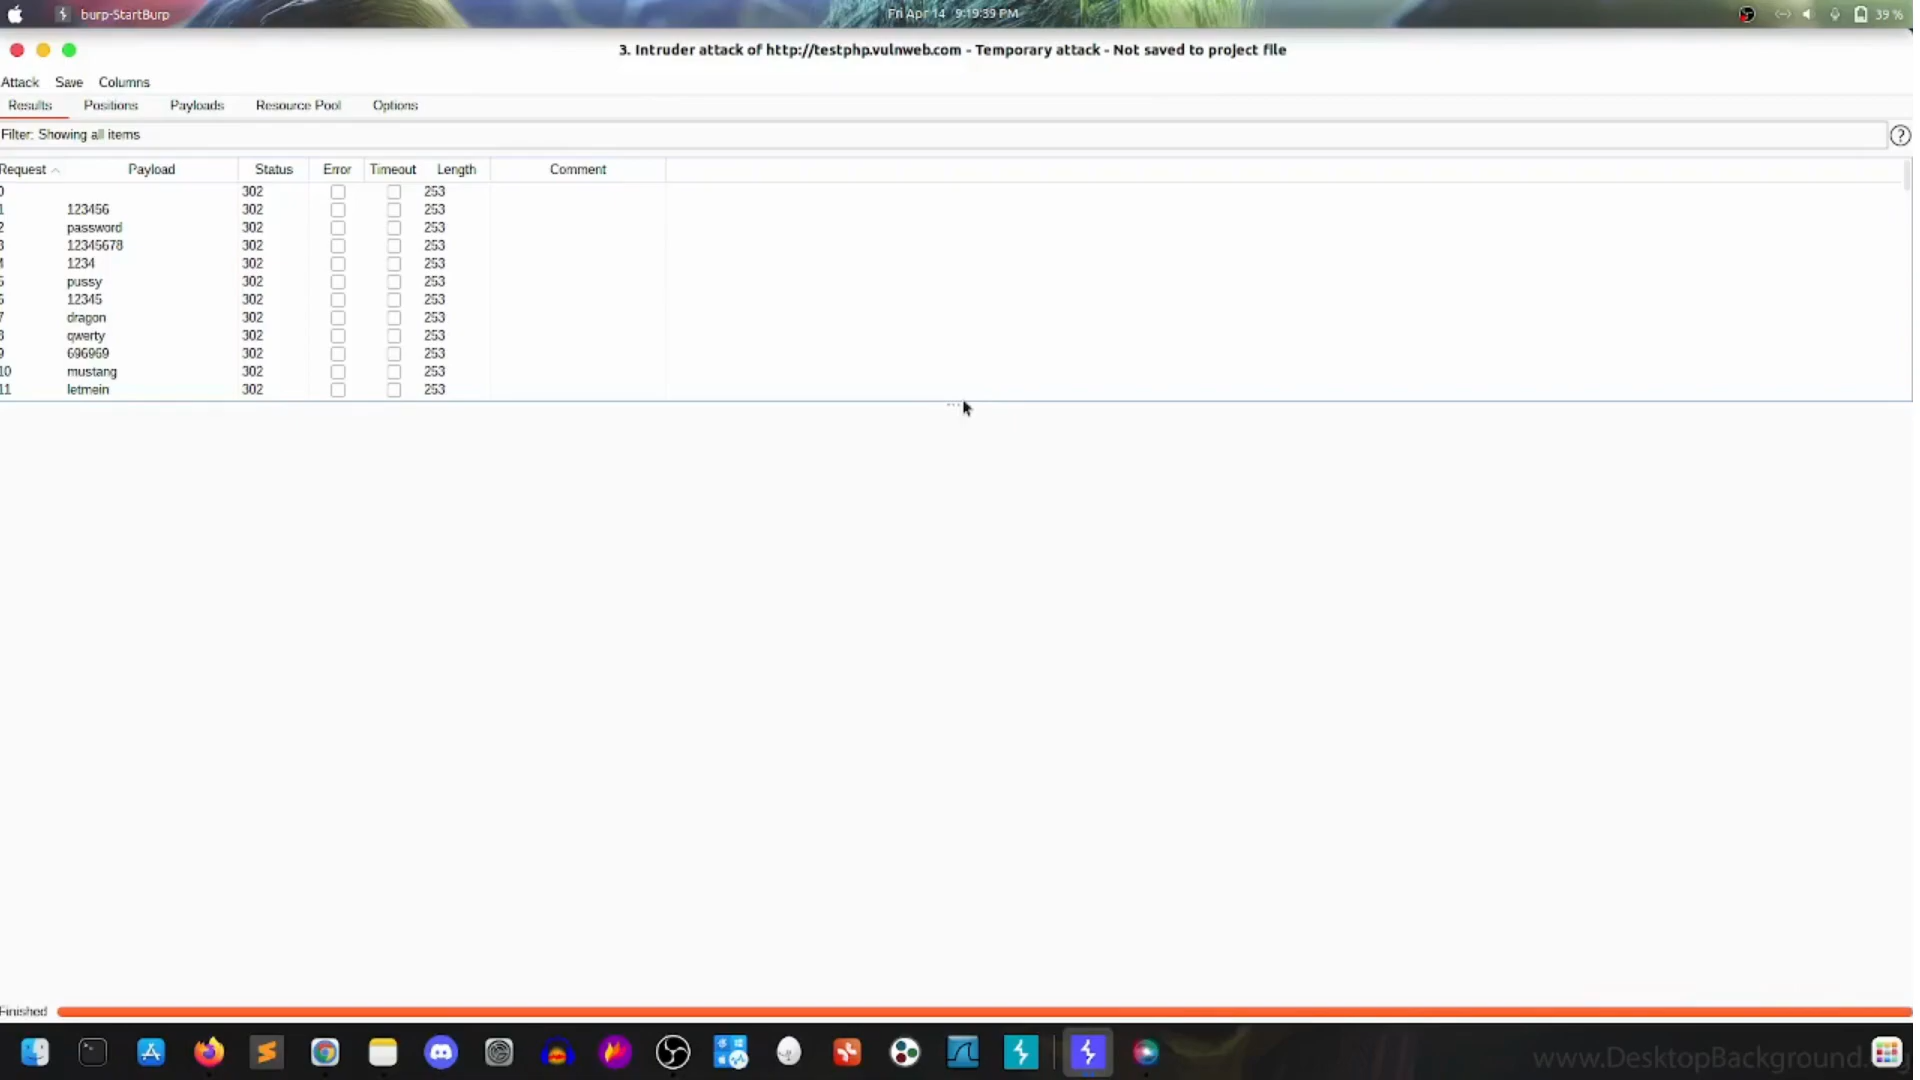 burp-StartBurp Fri Apr 14 9:19:39 PM 39 %
3. Intruder attack of http://testphp.vulnweb.com - Temporary attack - Not saved to project file
Attack Save Columns
Results Positions Payloads Resource Pool Options
Filter: Showing all items ?
Request Payload Status Error Timeout Length Comment
0 302 253
1 123456 302 253
2 password 302 253
3 12345678 302 253
4 1234 302 253
5 pussy 302 253
6 12345 302 253
7 dragon 302 253
8 qwerty 302 253
9 696969 302 253
10 mustang 302 253
11 letmein 302 253
Finished
www.DesktopBackground.